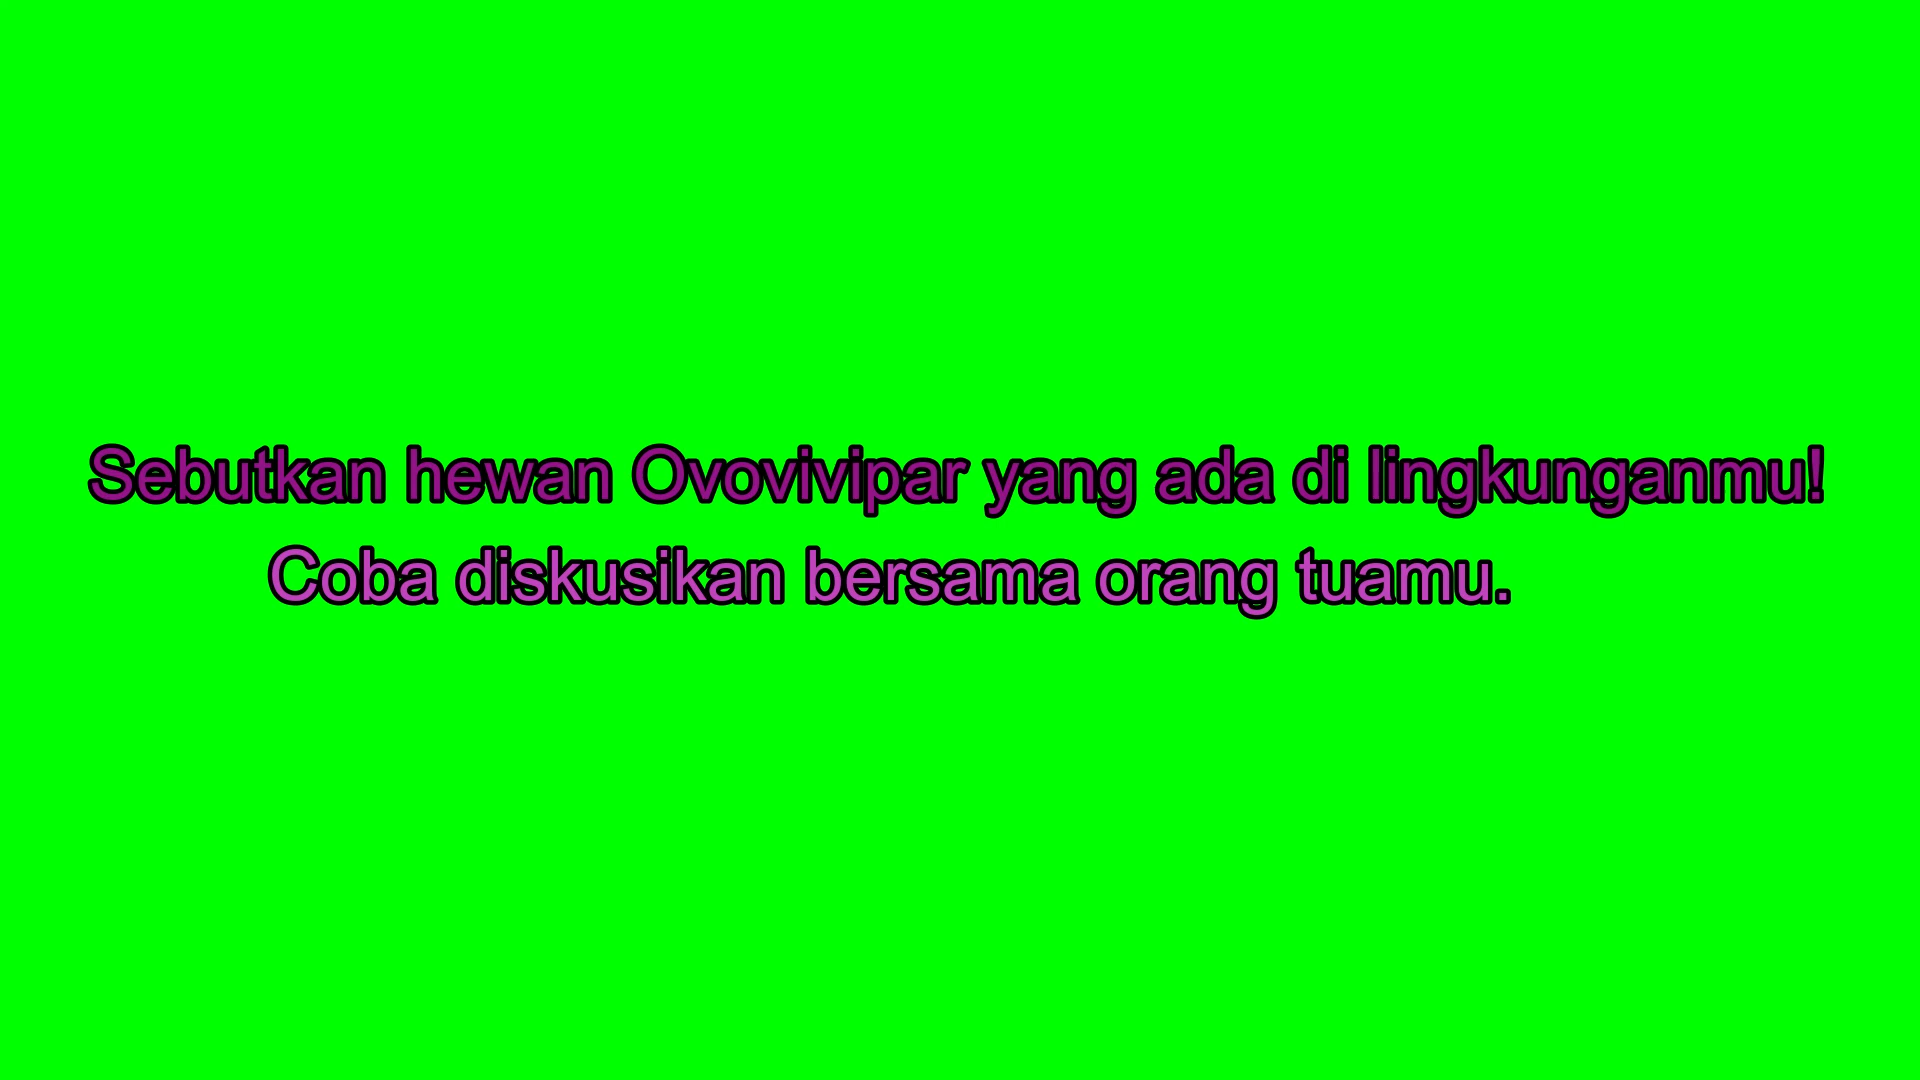 Sebutkan hewan Ovovivipar yang ada di lingkunganmu!
Coba diskusikan bersama orang tuamu.